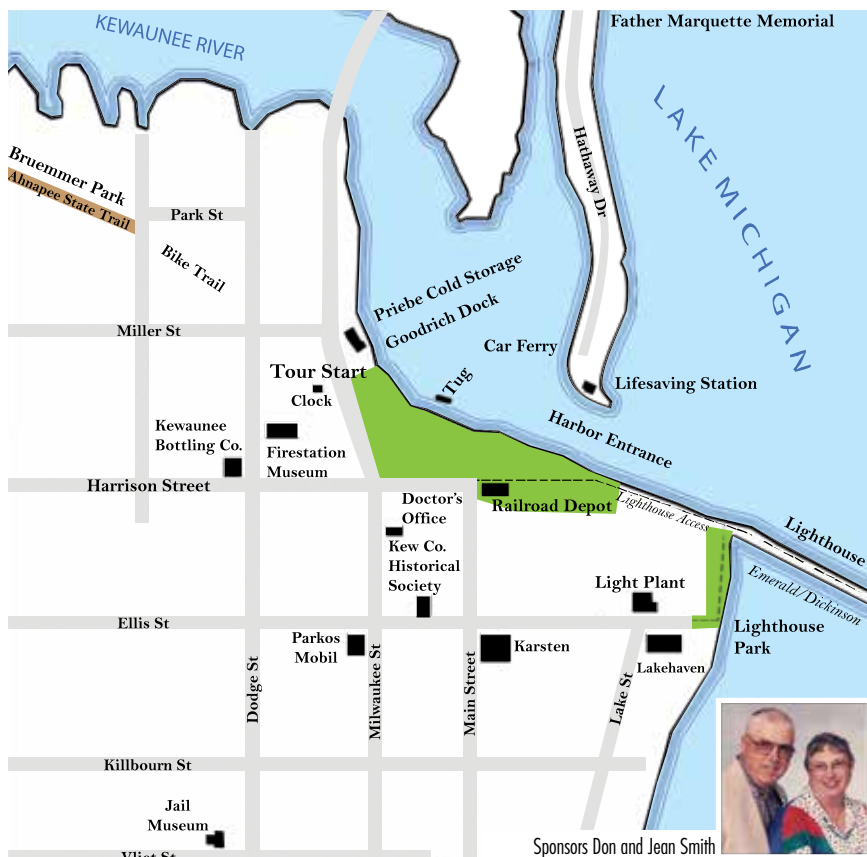 Father Marquette Memorial
KEWAUNEE RIVER
LAKE MICHIGAN
Hathaway Dr
Bruemmer Park
Ahnapee State Trail
Park St
Bike Trail
Priebe Cold Storage
Goodrich Dock
Miller St
Car Ferry
Tour Start
Tug
Lifesaving Station
Clock
Harbor Entrance
Kewaunee
Bottling Co.
Firestation
Museum
Harrison Street
Doctor's
Office
Railroad Depot
Lighthouse Access
Lighthouse
Kew Co.
Historical
Society
Emerald/Dickinson
Light Plant
Ellis St
Lighthouse
Park
Parkos
Mobil
Karsten
Lakehaven
Dodge St
Milwaukee St
Main Street
Lake St
Killbourn St
Jail
Museum
Vliet St
Sponsors Don and Jean Smith